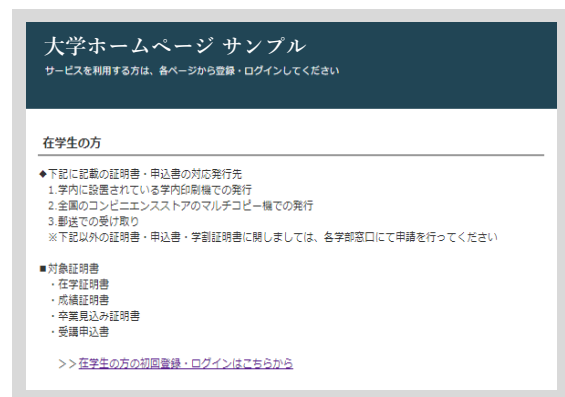 大学ホームページ サンプル
サービスを利用する方は、各ページから登録・ログインしてください
在学生の方
◆下記に記載の証明書・申込書の対応発行先
1.学内に設置されている学内印刷機での発行
2.全国のコンビニエンスストアのマルチコピー機での発行
3.郵送での受け取り
※下記以外の証明書・申込書・学割証明書に関しましては、各学部窓口にて申請を行ってください
■対象証明書
・在学証明書
・成績証明書
・卒業見込み証明書
・受講申込書
>>在学生の方の初回登録・ログインはこちらから